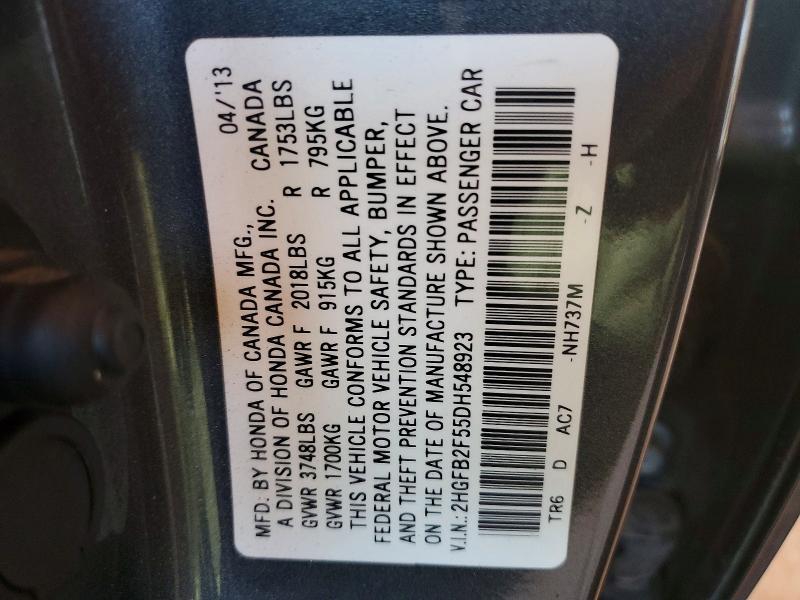 04/'13
MFD. BY HONDA OF CANADA MFG.,
A DIVISION OF HONDA CANADA INC. CANADA
GVWR 3748LBS GAWR F 2018LBS R 1753LBS
GVWR 1700KG GAWR F 915KG R 795KG
THIS VEHICLE CONFORMS TO ALL APPLICABLE
FEDERAL MOTOR VEHICLE SAFETY, BUMPER,
AND THEFT PREVENTION STANDARDS IN EFFECT
ON THE DATE OF MANUFACTURE SHOWN ABOVE.
V.I.N.: 2HGFB2F55DH548923 TYPE: PASSENGER CAR
TR6 D AC7 -NH737M -Z -H